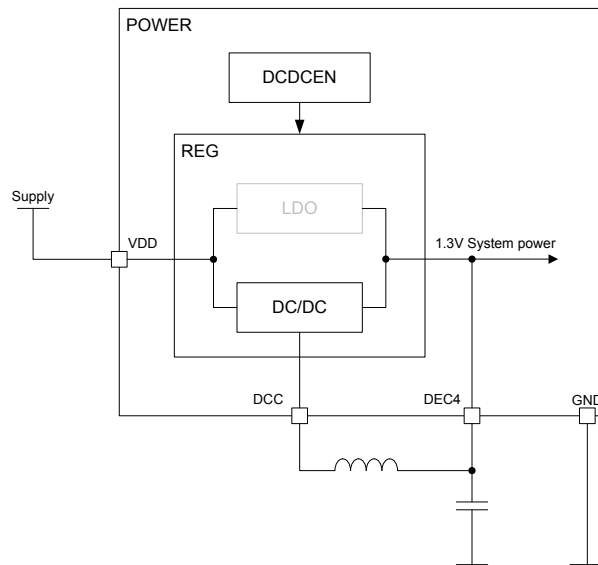 POWER
DCDCEN
REG
LDO
Supply
VDD
1.3V System power
DC/DC
DCC
DEC4
GND